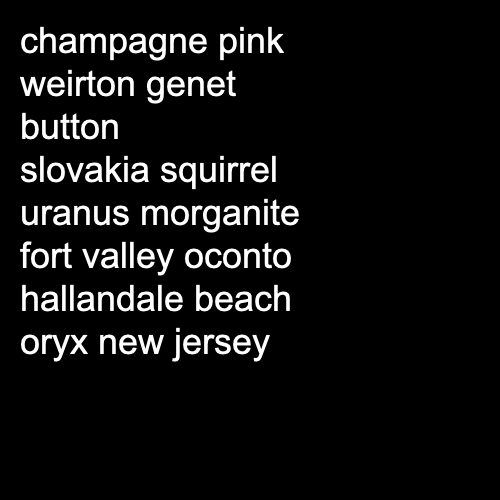 champagne pink
weirton genet
button
slovakia squirrel
uranus morganite
fort valley oconto
hallandale beach
oryx new jersey